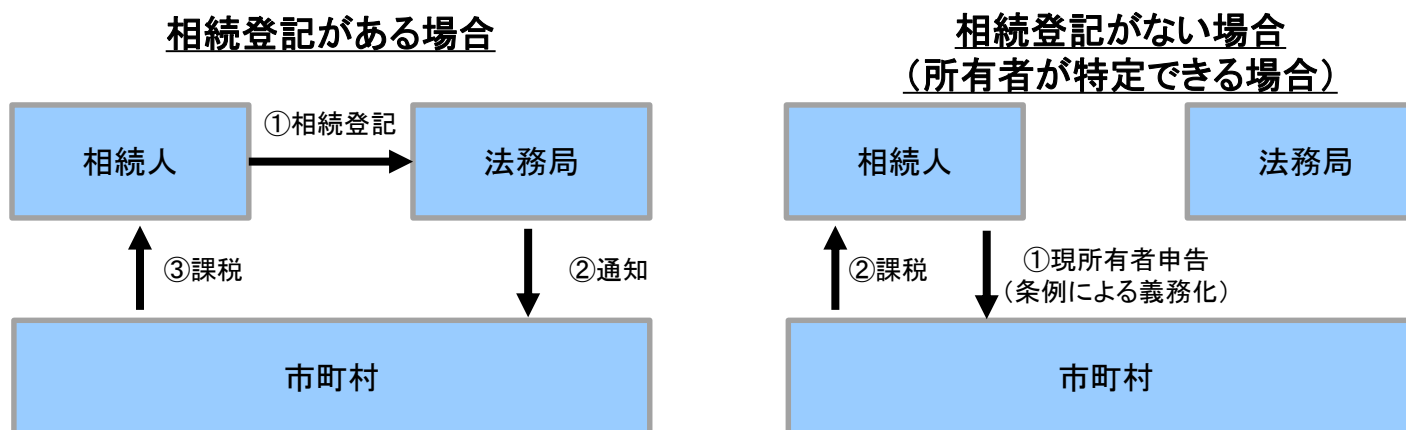 相続登記がある場合
相続人
①相続登記
法務局
③課税
②通知
市町村
相続登記がない場合
（所有者が特定できる場合）
相続人
法務局
②課税
①現所有者申告
（条例による義務化）
市町村